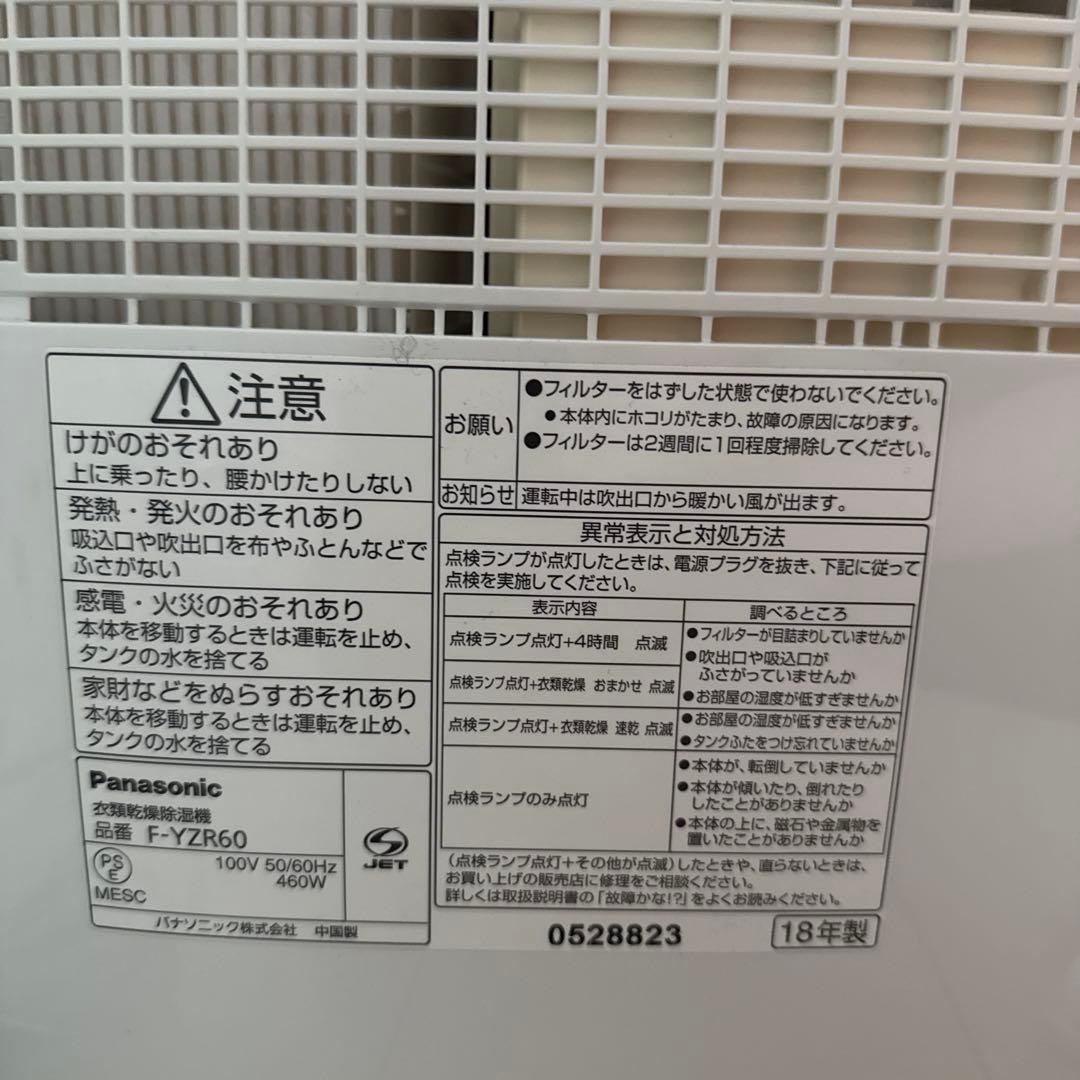 注意
けがのおそれあり
上に乗ったり、腰かけたりしない
発熱・発火のおそれあり
吸込口や吹出口を布やふとんなどで
ふさがない
感電・火災のおそれあり
本体を移動するときは運転を止め、
タンクの水を捨てる
家財などをぬらすおそれあり
本体を移動するときは運転を止め、
タンクの水を捨てる
Panasonic
衣類乾燥除湿機
品番 F-YZR60
100V 50/60Hz
460W
PS
E
MESC
JET
パナソニック株式会社 中国製
お願い
●フィルターをはずした状態で使わないでください。
●本体内にホコリがたまり、故障の原因になります。
●フィルターは2週間に1回程度掃除してください。
お知らせ 運転中は吹出口から暖かい風が出ます。
異常表示と対処方法
点検ランプが点灯したときは、電源プラグを抜き、下記に従って
点検を実施してください。
表示内容 調べるところ
点検ランプ点灯+4時間 点滅
点検ランプ点灯+衣類乾燥 おまかせ 点滅
●フィルターが目詰まりしていませんか
●吹出口や吸込口が
ふさがっていませんか
●お部屋の湿度が低すぎませんか
点検ランプ点灯+衣類乾燥 速乾 点滅
●お部屋の湿度が低すぎませんか
●タンクふたをつけ忘れていませんか
点検ランプのみ点灯
●本体が、転倒していませんか
●本体が傾いたり、倒れたり
したことがありませんか
●本体の上に、磁石や金属物を
置いたことがありませんか
(点検ランプ点灯+その他が点滅)したときや、直らないときは、
お買い上げの販売店に修理をご相談ください。
詳しくは取扱説明書の「故障かな!?」をよくお読みください。
0528823
18年製